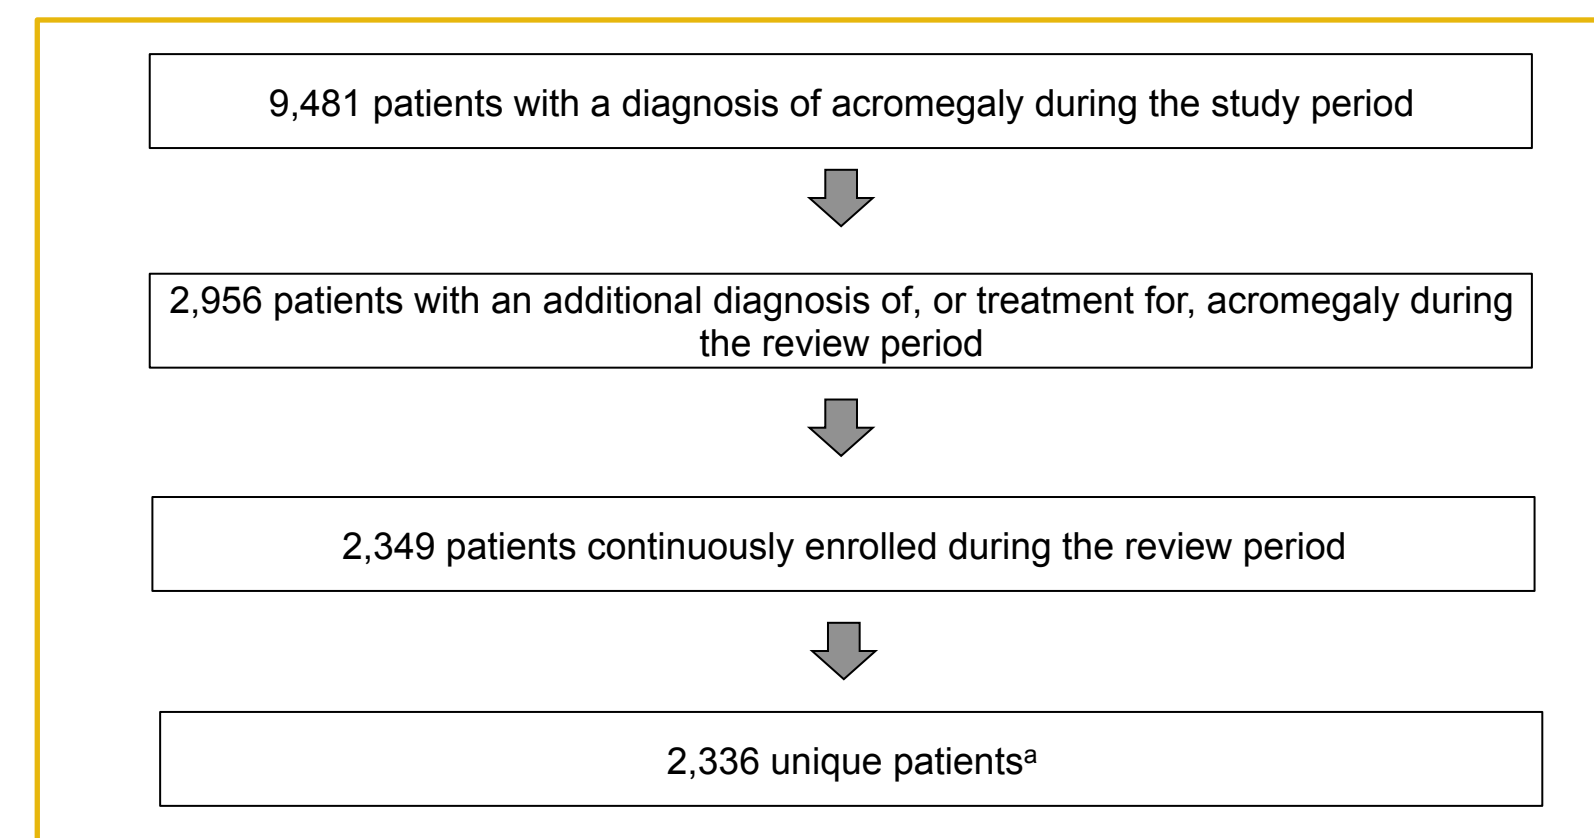 9,481 patients with a diagnosis of acromegaly during the study period
2,956 patients with an additional diagnosis of, or treatment for, acromegaly during
the review period
2,349 patients continuously enrolled during the review period
2,336 unique patientsᵃ